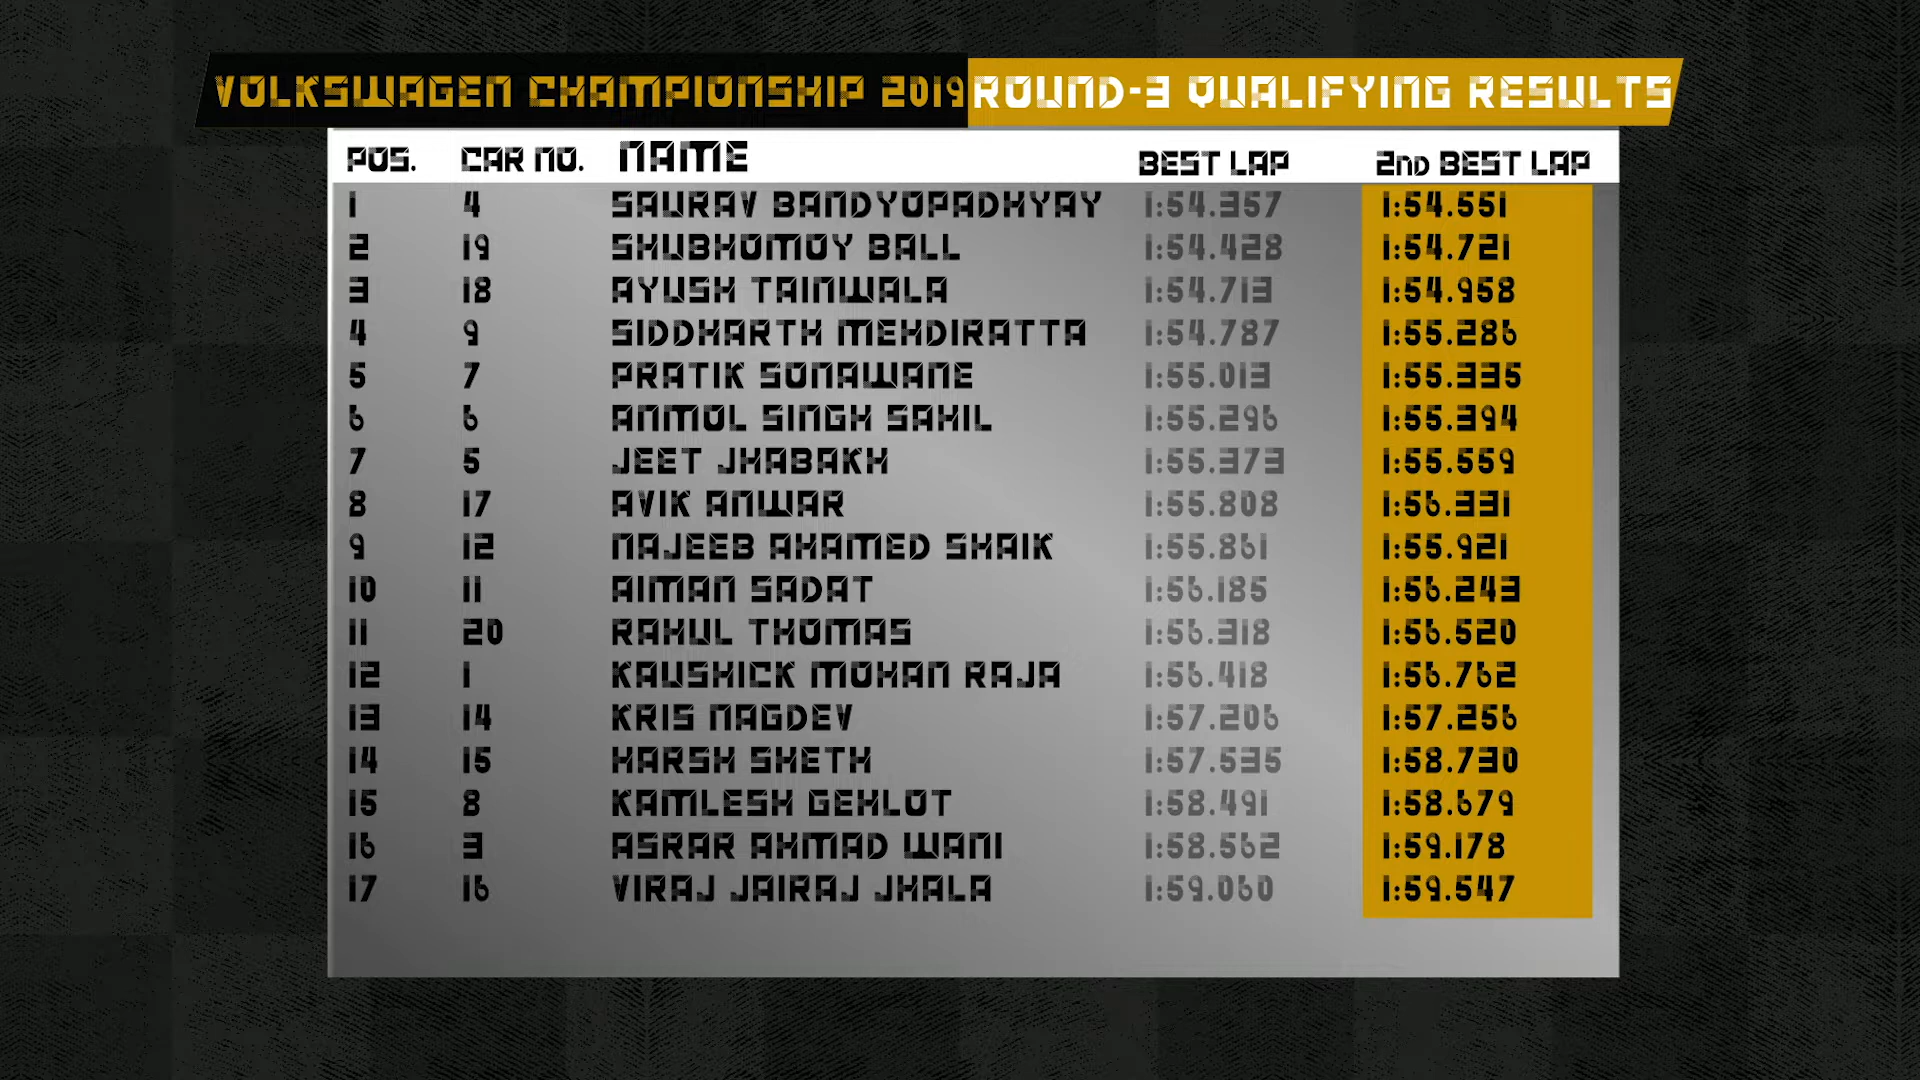 VOLKSWAGEN CHAMPIONSHIP 2019 ROUND-3 QUALIFYING RESULTS
POS. CAR NO. NAME BEST LAP 2nd BEST LAP
1 4 SAURAV BANDYOPADHYAY 1:54.357 1:54.551
2 19 SHUBHOMOY BALL 1:54.428 1:54.721
3 18 AYUSH TAINWALA 1:54.713 1:54.958
4 9 SIDDHARTH MEHDIRATTA 1:54.787 1:55.286
5 7 PRATIK SONAWANE 1:55.013 1:55.335
6 6 ANMOL SINGH SAHIL 1:55.296 1:55.394
7 5 JEET JHABAKH 1:55.373 1:55.559
8 17 AVIK ANWAR 1:55.808 1:56.331
9 12 NAJEEB AHAMED SHAIK 1:55.861 1:55.921
10 11 AIMAN SADAT 1:56.185 1:56.243
11 20 RAHUL THOMAS 1:56.318 1:56.520
12 1 KAUSHICK MOHAN RAJA 1:56.418 1:56.762
13 14 KRIS NAGDEV 1:57.206 1:57.256
14 15 HARSH SHETH 1:57.535 1:58.730
15 8 KAMLESH GEHLOT 1:58.491 1:58.679
16 3 ASRAR AHMAD WANI 1:58.562 1:59.178
17 16 VIRAJ JAIRAJ JHALA 1:59.060 1:59.547